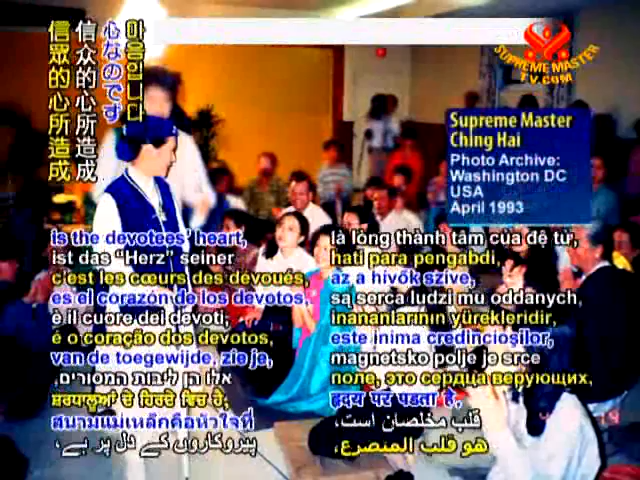 信眾的心所造成
信众的心所造成
心なのです
마음입니다
SUPREME MASTER
TV.COM
Supreme Master
Ching Hai
Photo Archive:
Washington DC
USA
April 1993
is the devotees' heart,
ist das "Herz" seiner
c'est les cœurs des dévoués,
es el corazón de los devotos,
è il cuore dei devoti;
é o coração dos devotos,
van de toegewijde, zie je,
אלו הן ליבות המסורים,
ਸ਼ਰਧਾਲੂਆਂ ਦੇ ਹਿਰਦੇ ਵਿਚ ਹੈ;
สนามแม่เหล็กคือหัวใจที่
پیروکاروں کے دل پر ہے،
là lòng thành tâm của đệ tử,
hati para pengabdi,
az a hívők szíve,
są serca ludzi mu oddanych,
inananlarının yürekleridir,
este inima credincioşilor,
magnetsko polje je srce
поле, это сердца верующих,
हृदय पर पडता है,
قلب مخلصان است،
هو قلب المتضرع،